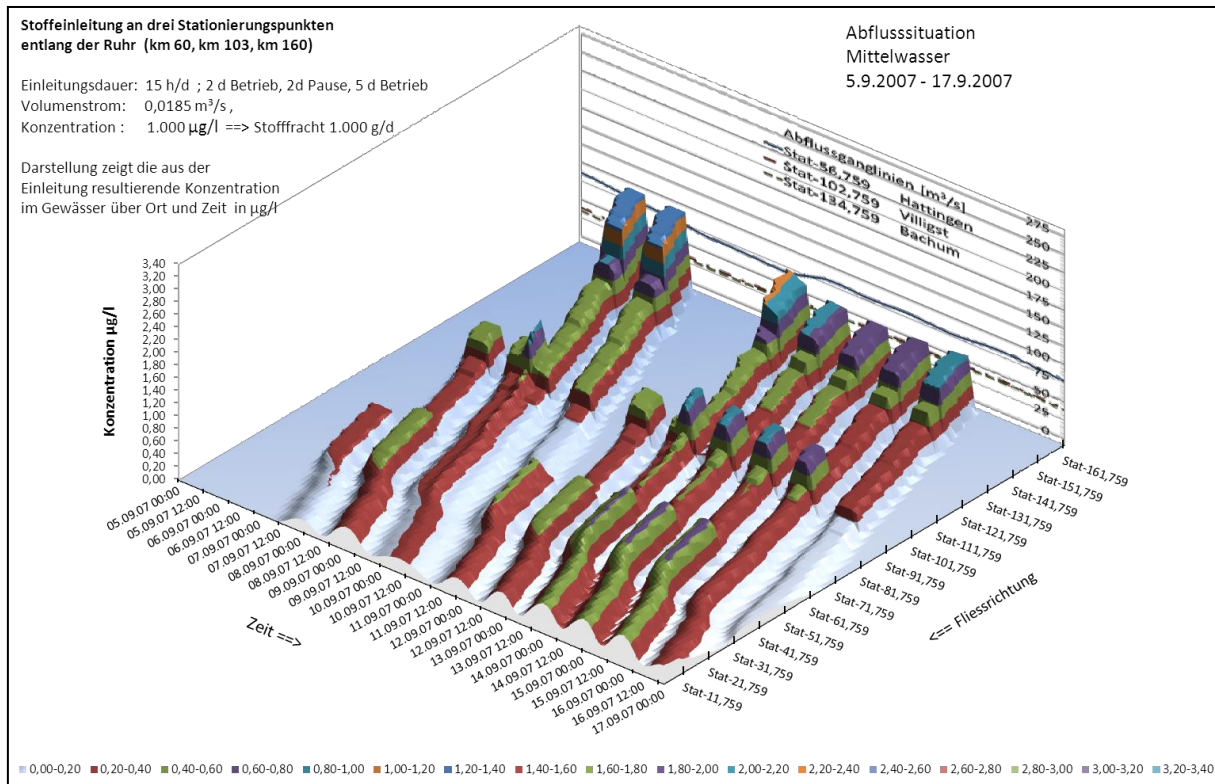 Stoffeinleitung an drei Stationierungspunkten
entlang der Ruhr (km 60, km 103, km 160)
Einleitungsdauer: 15 h/d ; 2 d Betrieb, 2d Pause, 5 d Betrieb
Volumenstrom: 0,0185 m³/s ,
Konzentration : 1.000 µg/l ==> Stofffracht 1.000 g/d
Darstellung zeigt die aus der
Einleitung resultierende Konzentration
im Gewässer über Ort und Zeit in µg/l
Abflusssituation
Mittelwasser
5.9.2007 - 17.9.2007
Abflussganglinien [m³/s]
Stat-56,759 Hattingen
Stat-102,759 Villigst
Stat-134,759 Bachum
275
250
225
200
175
150
125
100
75
50
25
0
Konzentration µg/l
3,40
3,20
3,00
2,80
2,60
2,40
2,20
2,00
1,80
1,60
1,40
1,20
1,00
0,80
0,60
0,40
0,20
0,00
05.09.07 00:00
05.09.07 12:00
06.09.07 00:00
06.09.07 12:00
07.09.07 00:00
07.09.07 12:00
08.09.07 00:00
08.09.07 12:00
09.09.07 00:00
09.09.07 12:00
10.09.07 00:00
10.09.07 12:00
11.09.07 00:00
11.09.07 12:00
12.09.07 00:00
12.09.07 12:00
13.09.07 00:00
13.09.07 12:00
14.09.07 00:00
14.09.07 12:00
15.09.07 00:00
15.09.07 12:00
16.09.07 00:00
16.09.07 12:00
17.09.07 00:00
Zeit ==>
Stat-161,759
Stat-151,759
Stat-141,759
Stat-131,759
Stat-121,759
Stat-111,759
Stat-101,759
Stat-91,759
Stat-81,759
Stat-71,759
Stat-61,759
Stat-51,759
Stat-41,759
Stat-31,759
Stat-21,759
Stat-11,759
<== Fliessrichtung
0,00-0,20 0,20-0,40 0,40-0,60 0,60-0,80 0,80-1,00 1,00-1,20 1,20-1,40 1,40-1,60 1,60-1,80 1,80-2,00 2,00-2,20 2,20-2,40 2,40-2,60 2,60-2,80 2,80-3,00 3,00-3,20 3,20-3,40